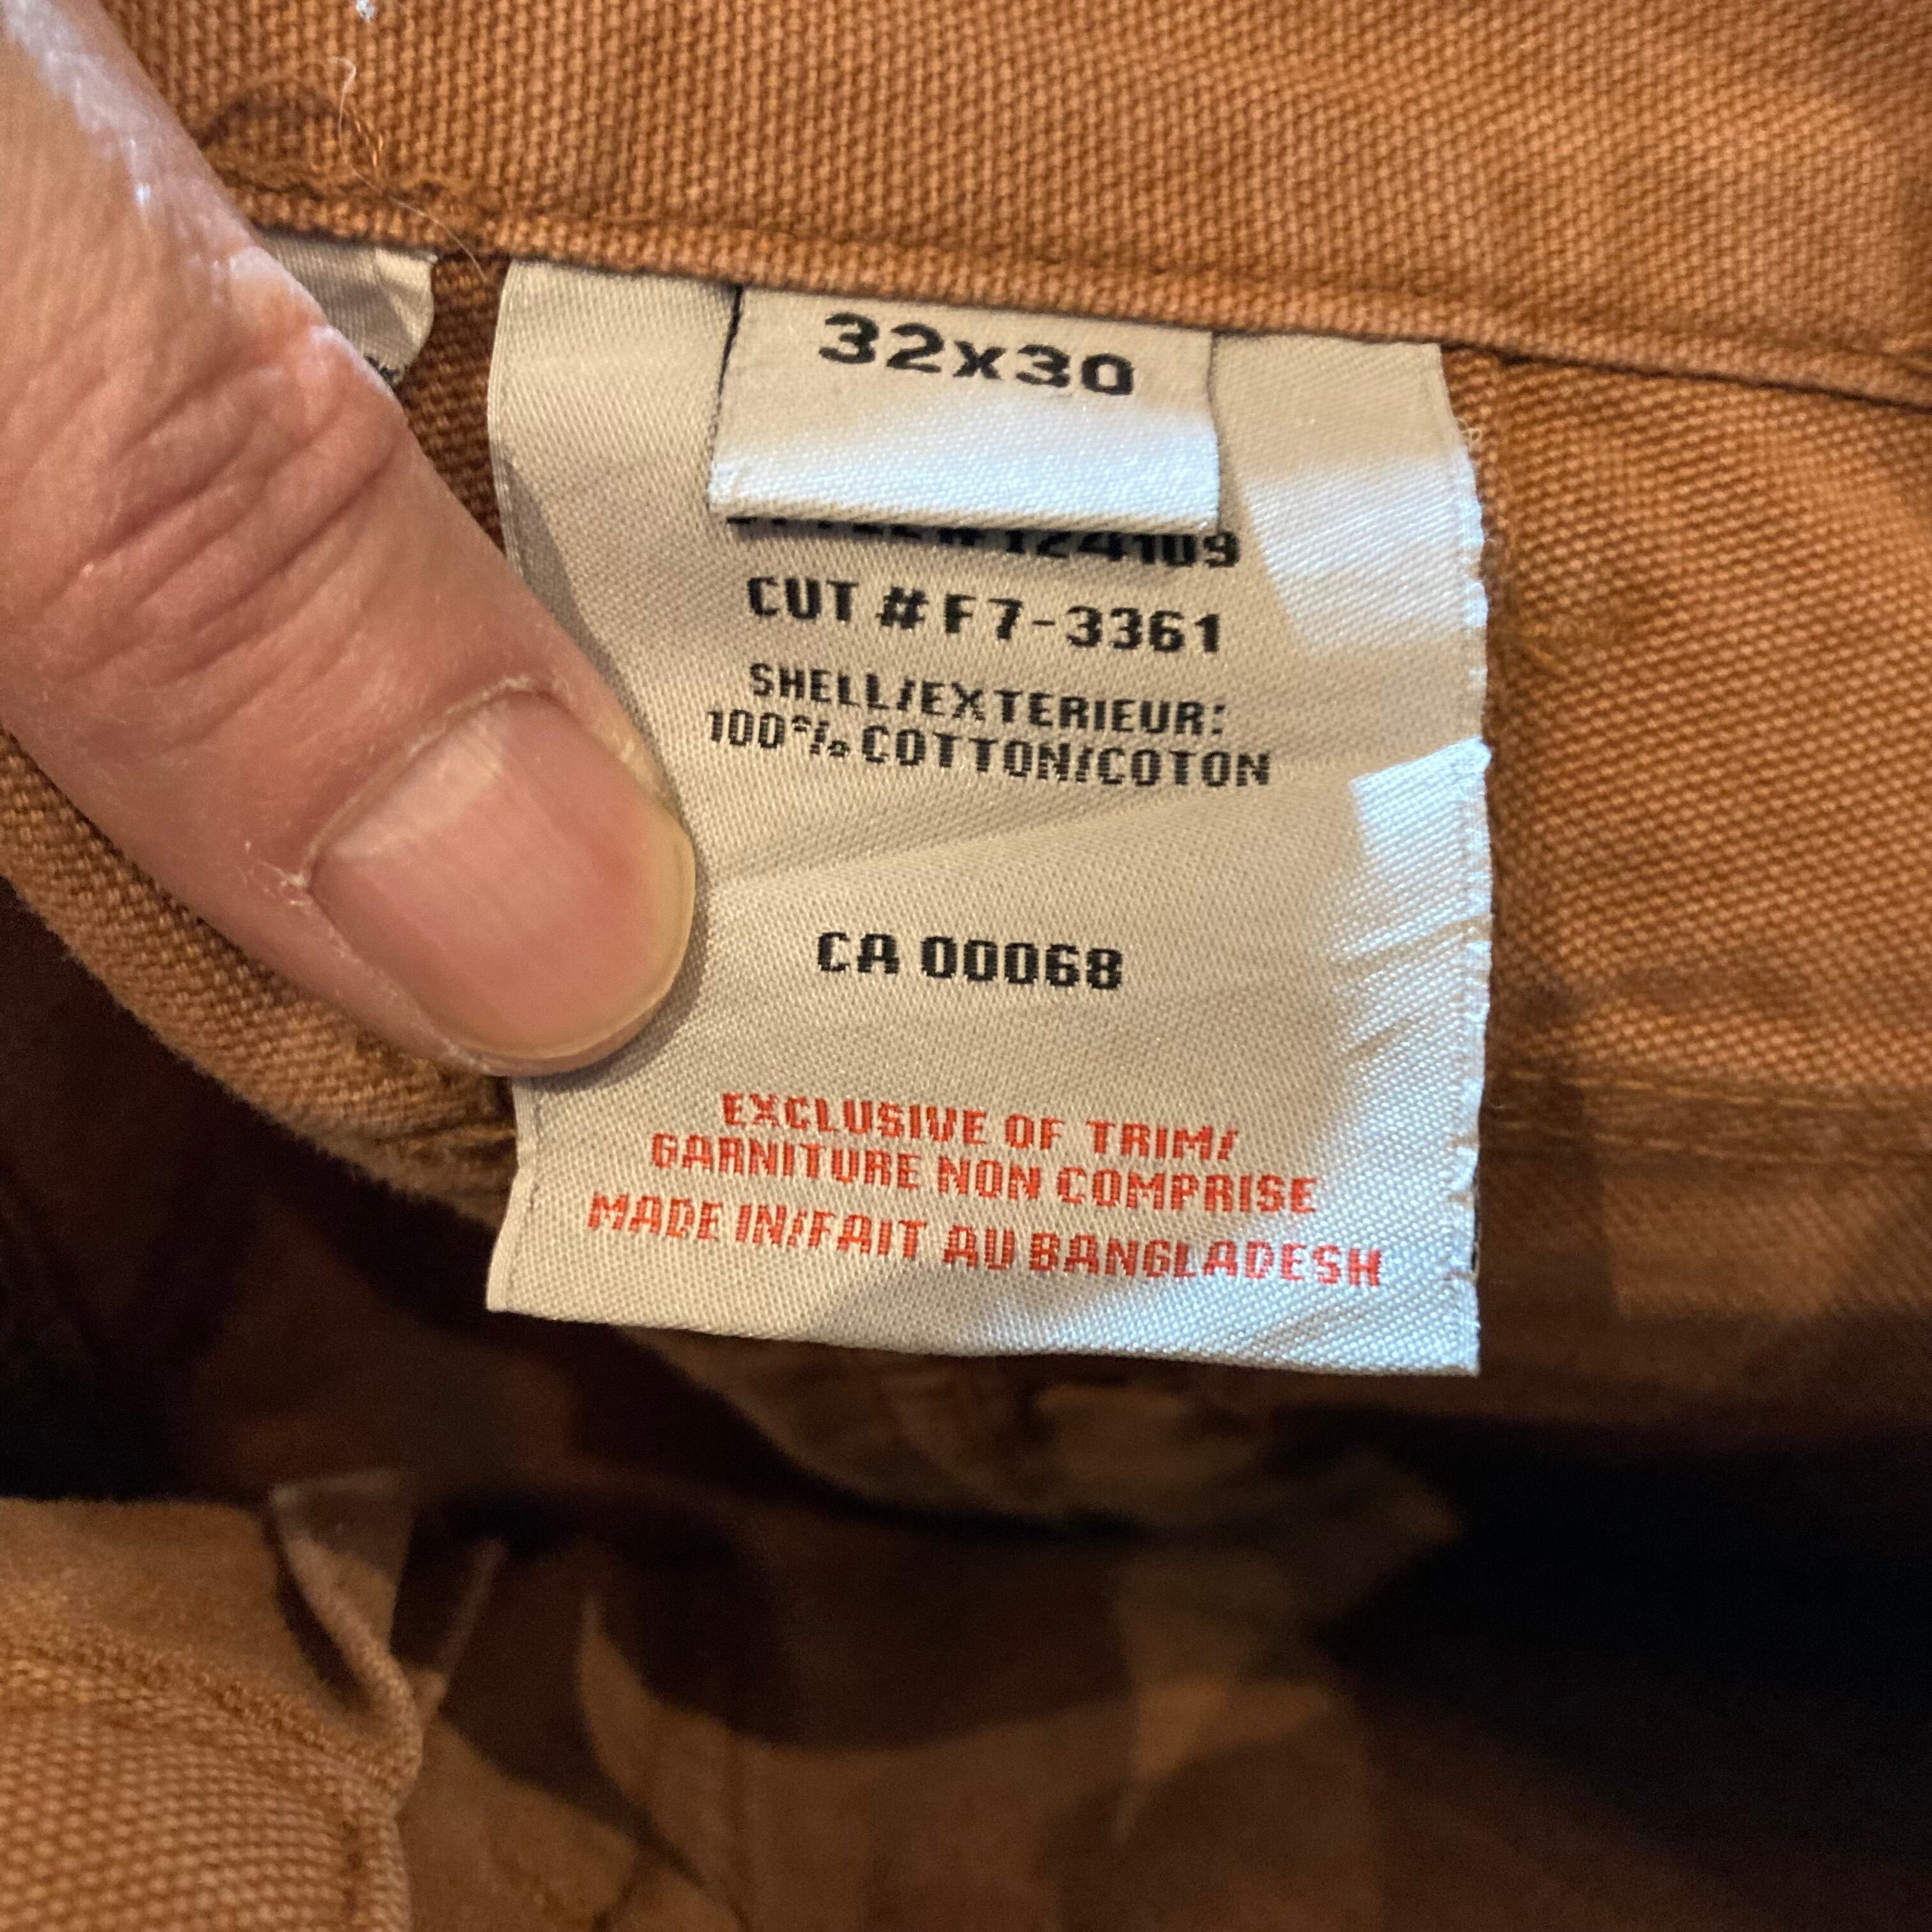 32x30
124109
CUT # F7-3361
SHELL/EXTERIEUR:
100% COTTON/COTON
CA 00068
EXCLUSIVE OF TRIM/
GARNITURE NON COMPRISE
MADE IN/FAIT AU BANGLADESH